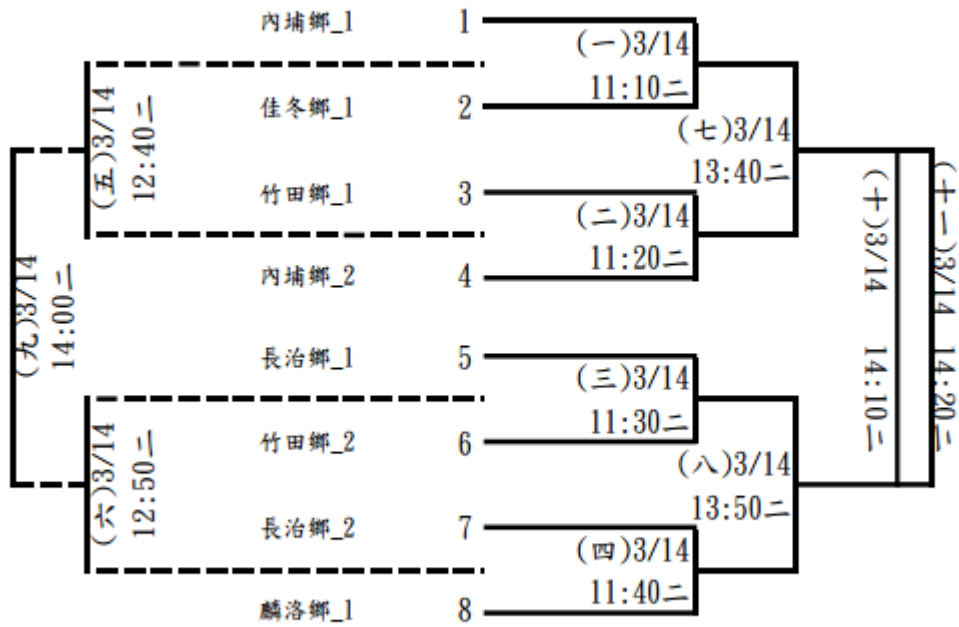 內埔鄉_1 1
(一)3/14
11:10二
佳冬鄉_1 2
(七)3/14
13:40二
竹田鄉_1 3
(二)3/14
11:20二
內埔鄉_2 4
長治鄉_1 5
(三)3/14
11:30二
竹田鄉_2 6
(八)3/14
13:50二
長治鄉_2 7
(四)3/14
11:40二
麟洛鄉_1 8
(五)3/14
12:40二
(六)3/14
12:50二
(九)3/14
14:00二
(十)3/14 14:10二
(十一)3/14 14:20二